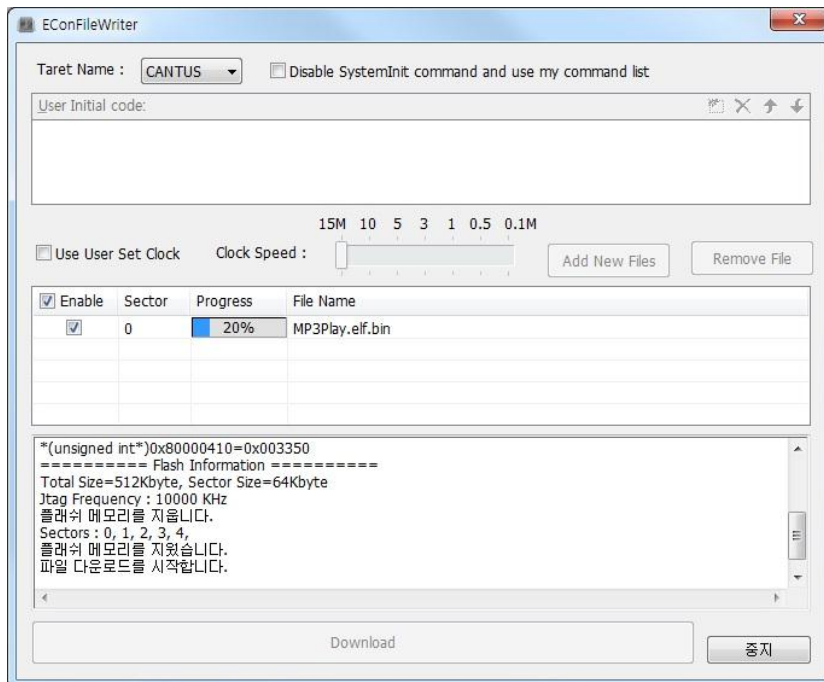 EConFileWriter
Taret Name : CANTUS Disable SystemInit command and use my command list
User Initial code:
15M 10 5 3 1 0.5 0.1M
Use User Set Clock Clock Speed : Add New Files Remove File
Enable Sector Progress File Name
0 20% MP3Play.elf.bin
*(unsigned int*)0x80000410=0x003350
========== Flash Information ==========
Total Size=512Kbyte, Sector Size=64Kbyte
Jtag Frequency : 10000 KHz
플래쉬 메모리를 지웁니다.
Sectors : 0, 1, 2, 3, 4,
플래쉬 메모리를 지웠습니다.
파일 다운로드를 시작합니다.
Download 중지